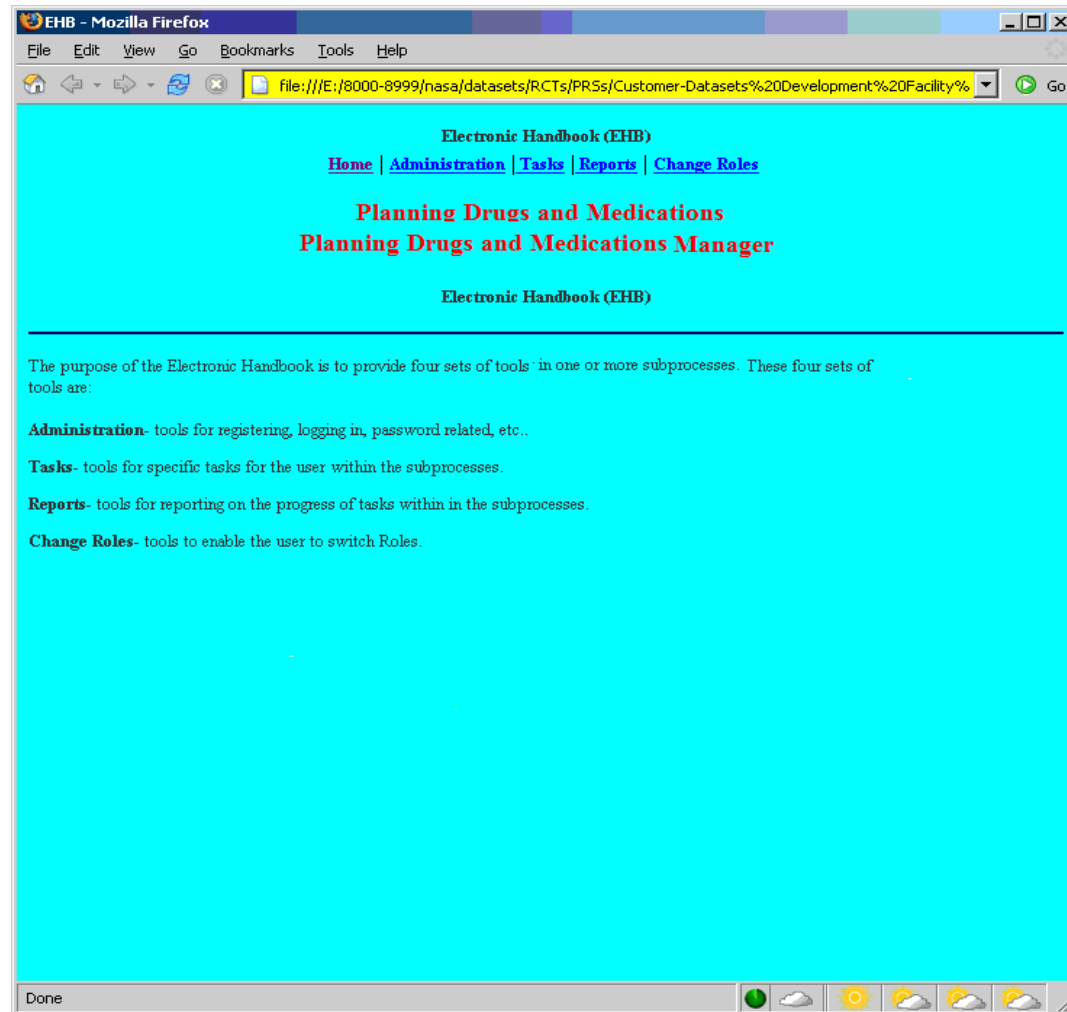 EHB - Mozilla Firefox
File Edit View Go Bookmarks Tools Help
file:///E:/8000-8999/nasa/datasets/RCTs/PRSs/Customer-Datasets%20Development%20Facility% Go
Electronic Handbook (EHB)
Home | Administration | Tasks | Reports | Change Roles
Planning Drugs and Medications
Planning Drugs and Medications Manager
Electronic Handbook (EHB)
The purpose of the Electronic Handbook is to provide four sets of tools in one or more subprocesses. These four sets of
tools are:
Administration- tools for registering, logging in, password related, etc..
Tasks- tools for specific tasks for the user within the subprocesses.
Reports- tools for reporting on the progress of tasks within in the subprocesses.
Change Roles- tools to enable the user to switch Roles.
Done